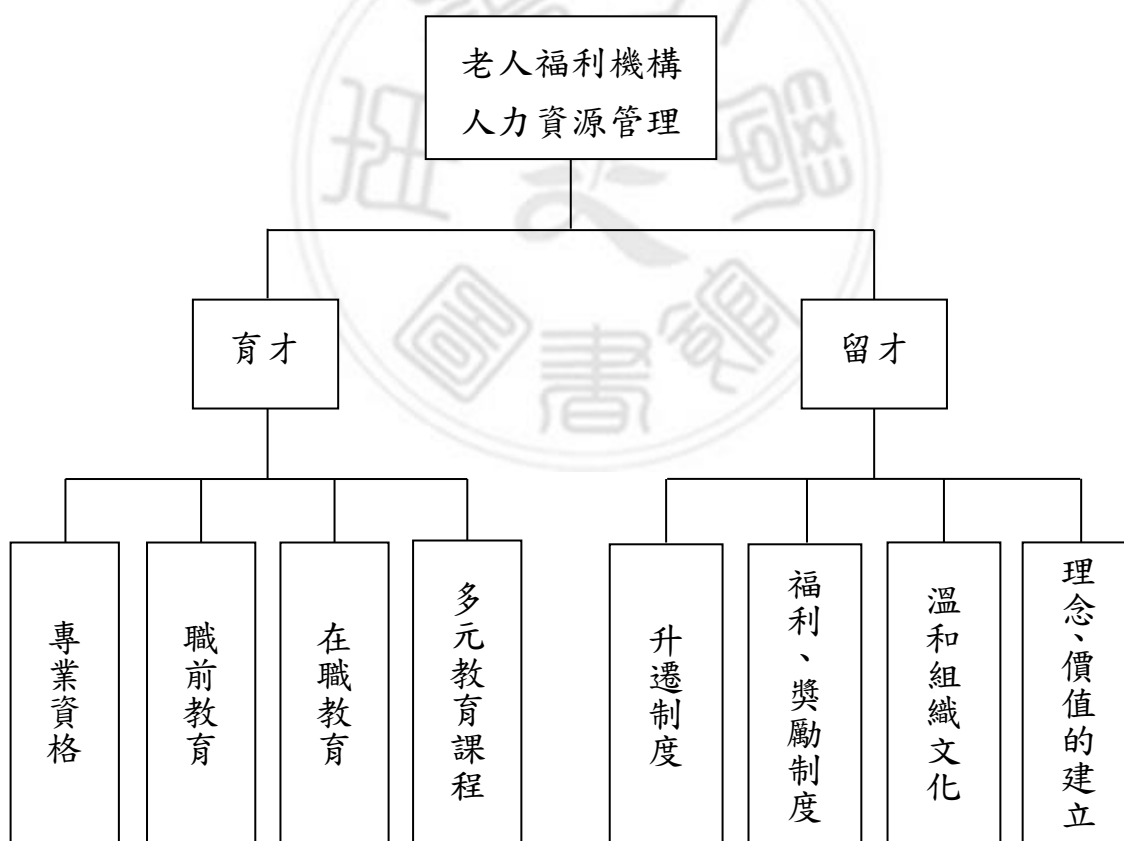 老人福利機構
人力資源管理
育才
留才
專業資格
職前教育
在職教育
多元教育課程
升遷制度
福利、獎勵制度
溫和組織文化
理念、價值的建立